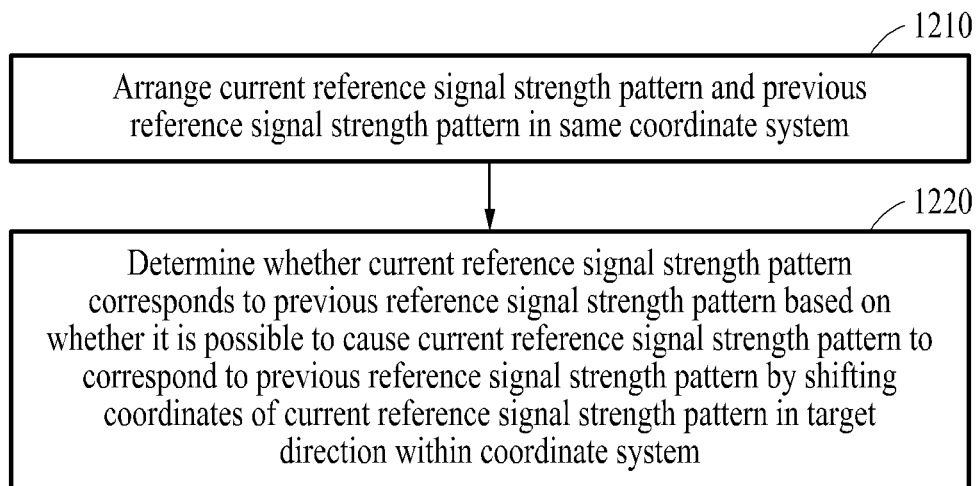 1210
Arrange current reference signal strength pattern and previous
reference signal strength pattern in same coordinate system
1220
Determine whether current reference signal strength pattern
corresponds to previous reference signal strength pattern based on
whether it is possible to cause current reference signal strength pattern to
correspond to previous reference signal strength pattern by shifting
coordinates of current reference signal strength pattern in target
direction within coordinate system